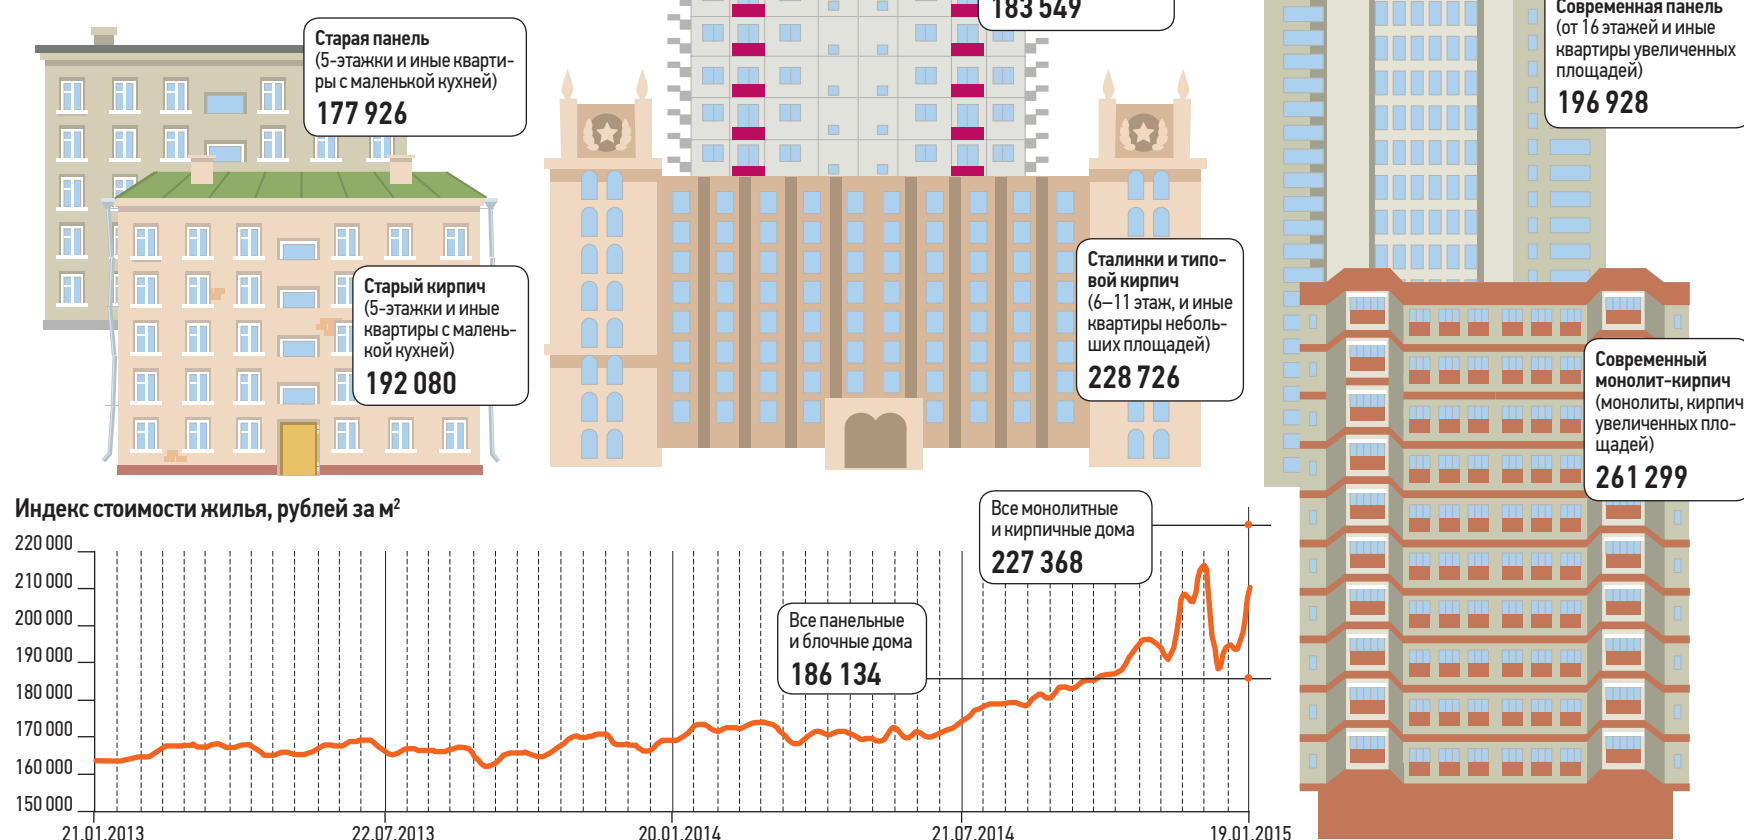 183 549
Современная панель
(от 16 этажей и иные
квартиры увеличенных
площадей)
196 928
Старая панель
(5-этажки и иные кварти-
ры с маленькой кухней)
177 926
Старый кирпич
(5-этажки и иные
квартиры с малень-
кой кухней)
192 080
Сталинки и типо-
вой кирпич
(6–11 этаж, и иные
квартиры неболь-
ших площадей)
228 726
Современный
монолит-кирпич
(монолиты, кирпич
увеличенных пло-
щадей)
261 299
Индекс стоимости жилья, рублей за м²
Все монолитные
и кирпичные дома
227 368
Все панельные
и блочные дома
186 134
220 000
210 000
200 000
190 000
180 000
170 000
160 000
150 000
21.01.2013
22.07.2013
20.01.2014
21.07.2014
19.01.2015